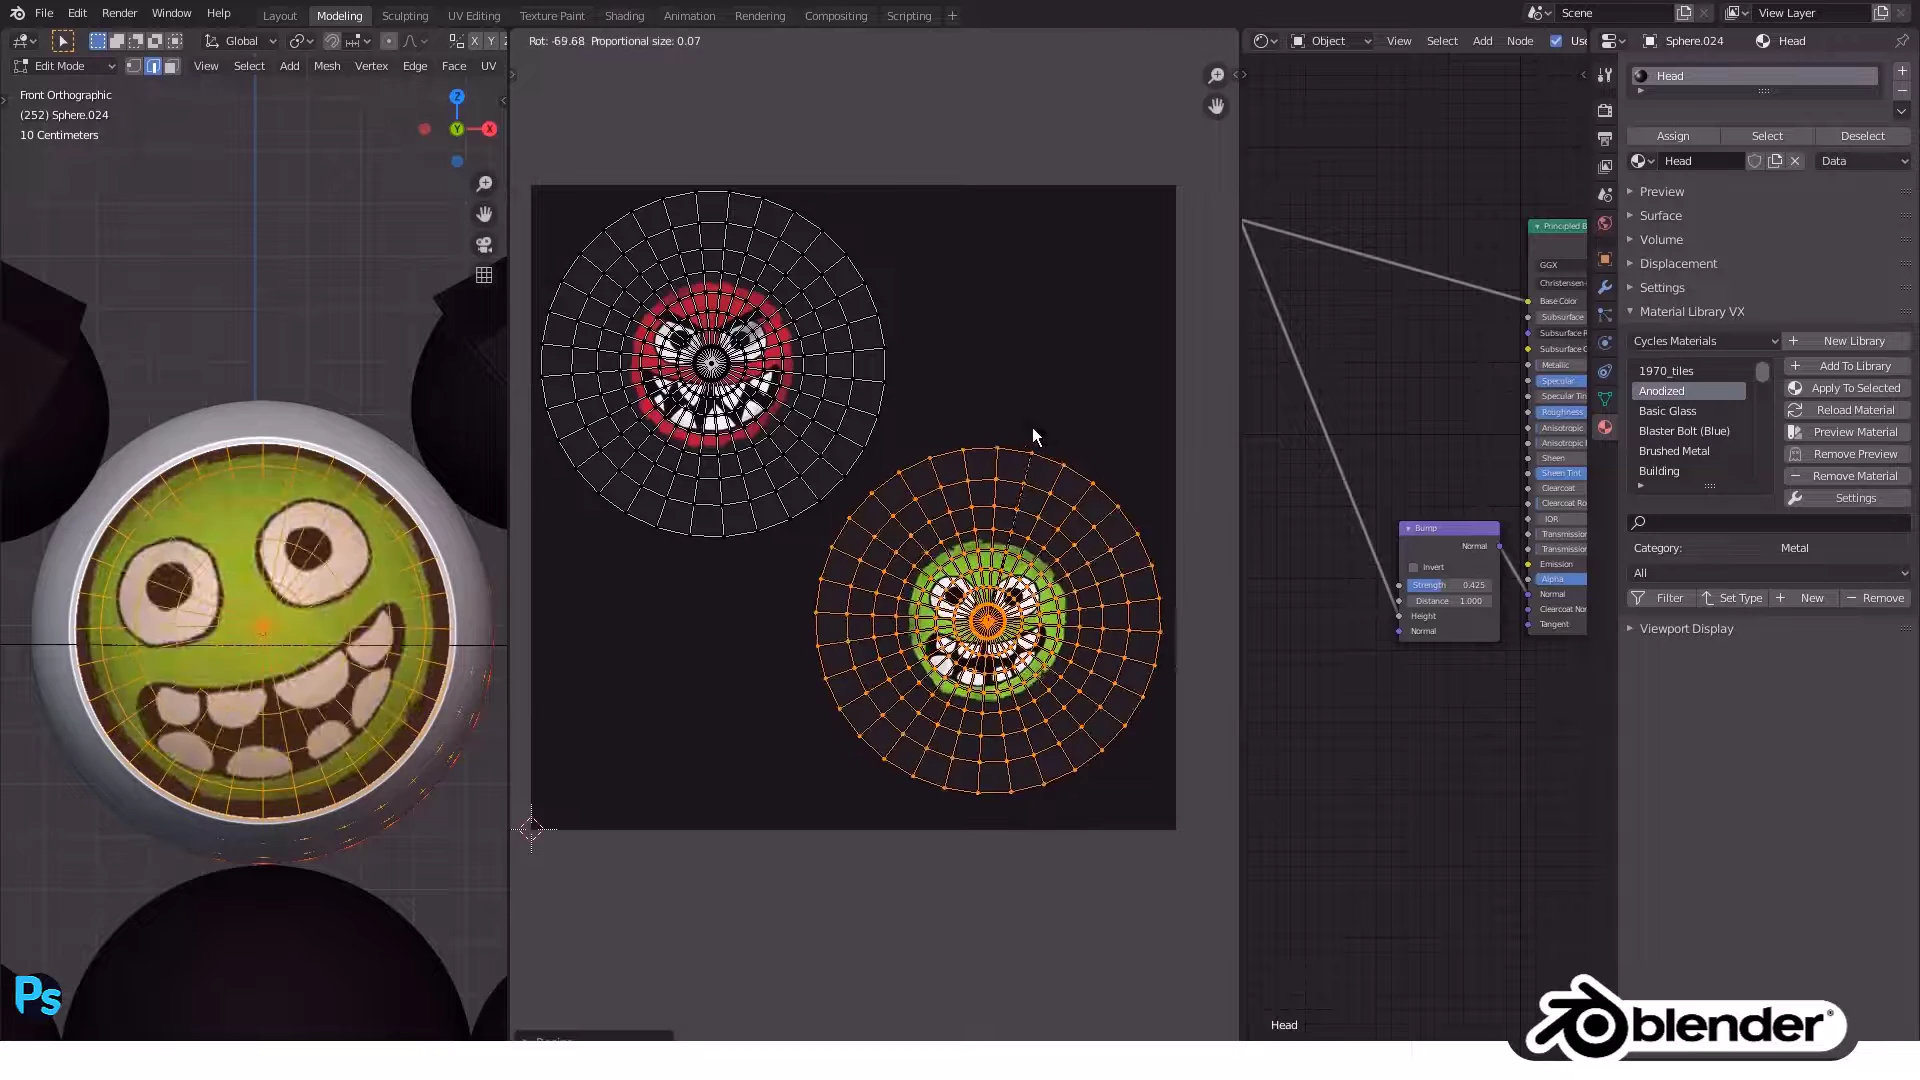 File Edit Render Window Help
Layout Modeling Sculpting UV Editing Texture Paint Shading Animation Rendering Compositing Scripting +
Scene
View Layer
Global
X Y
Rot: -69.68 Proportional size: 0.07
Object View Select Add Node
Sphere.024
Head
Edit Mode
View Select Add Mesh Vertex Edge Face UV
Head
Front Orthographic
(252) Sphere.024
10 Centimeters
Z
Y
X
Assign Select Deselect
Head
Data
Preview
Surface
Volume
Displacement
Settings
Material Library VX
Cycles Materials
New Library
1970_tiles
Anodized
Basic Glass
Blaster Bolt (Blue)
Brushed Metal
Building
Add To Library
Apply To Selected
Reload Material
Preview Material
Remove Preview
Remove Material
Settings
Category: Metal
All
Filter Set Type New Remove
Viewport Display
GGX
Base Color
Subsurface
Metallic
Specular
Roughness
Anisotropic
Sheen
Sheen Tint
Clearcoat
IOR
Transmission
Transmission
Emission
Alpha
Normal
Tangent
Bump
Normal
Invert
Strength 0.425
Distance 1.000
Height
Normal
Head
Ps
blender®